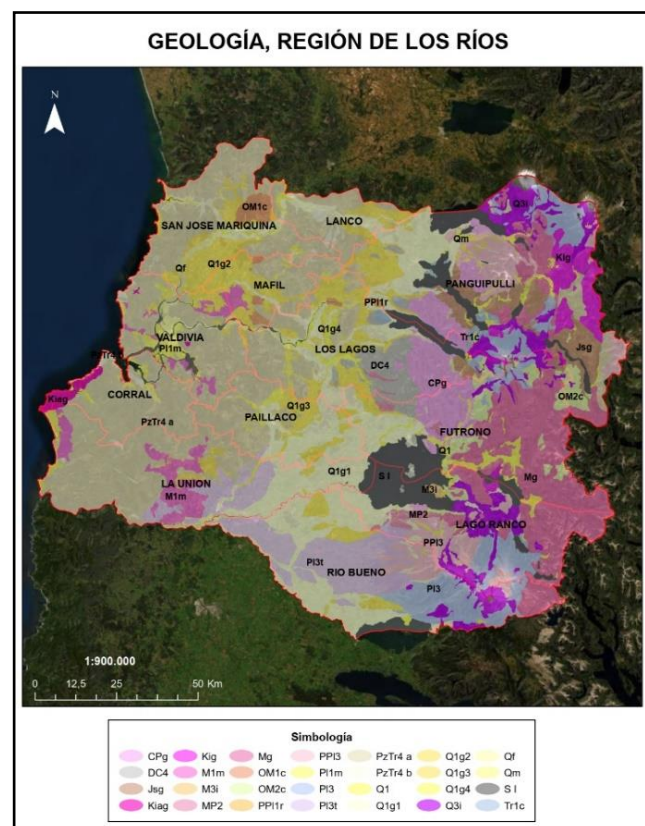 GEOLOGÍA, REGIÓN DE LOS RÍOS
N
OM1c
Q3i
SAN JOSE MARIQUINA
LANCO
Qm
Kig
Qf
Q1g2
MAFIL
PANGUIPULLI
PPl1r
Q1g4
VALDIVIA
Pl1m
Tr1c
LOS LAGOS
Jsg
DC4
CPg
Kiag
CORRAL
OM2c
Q1g3
PAILLACO
PzTr4 a
FUTRONO
Q1
Q1g1
S I
Mg
LA UNION
M1m
M3i
MP2
LAGO RANCO
PPl3
Pl3t
RIO BUENO
Pl3
1:900.000
0 12,5 25 50 Km
Simbología
CPg Kig Mg PPl3 PzTr4 a Q1g2 Qf
DC4 M1m OM1c Pl1m PzTr4 b Q1g3 Qm
Jsg M3i OM2c Pl3 Q1 Q1g4 S I
Kiag MP2 PPl1r Pl3t Q1g1 Q3i Tr1c